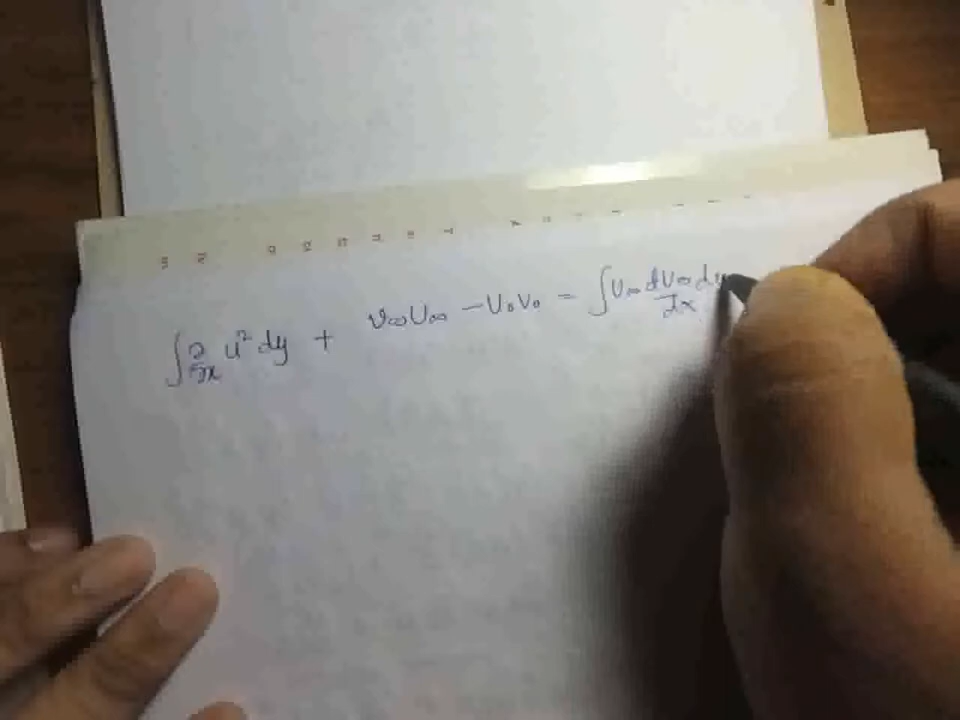 ∫ ∂/∂x u² dy + v∞U∞ − U₀V₀ = ∫U∞ dU∞/dx dy